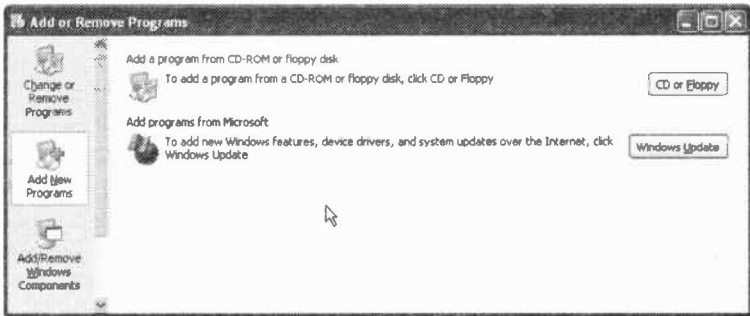 Add or Remove Programs
Change or
Remove
Programs
Add New
Programs
Add/Remove
Windows
Components
Add a program from CD-ROM or floppy disk
To add a program from a CD-ROM or floppy disk, click CD or Floppy
CD or Floppy
Add programs from Microsoft
To add new Windows features, device drivers, and system updates over the Internet, click
Windows Update
Windows Update